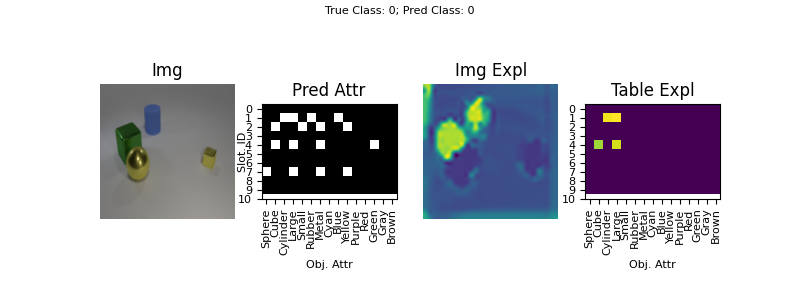 True Class: 0; Pred Class: 0
Img
Pred Attr
Img Expl
Table Expl
Slot. ID
0
1
2
3
4
5
6
7
8
9
10
Sphere
Cube
Cylinder
Large
Small
Rubber
Metal
Cyan
Blue
Yellow
Purple
Red
Green
Gray
Brown
Obj. Attr
0
1
2
3
4
5
6
7
8
9
10
Sphere
Cube
Cylinder
Large
Small
Rubber
Metal
Cyan
Blue
Yellow
Purple
Red
Green
Gray
Brown
Obj. Attr